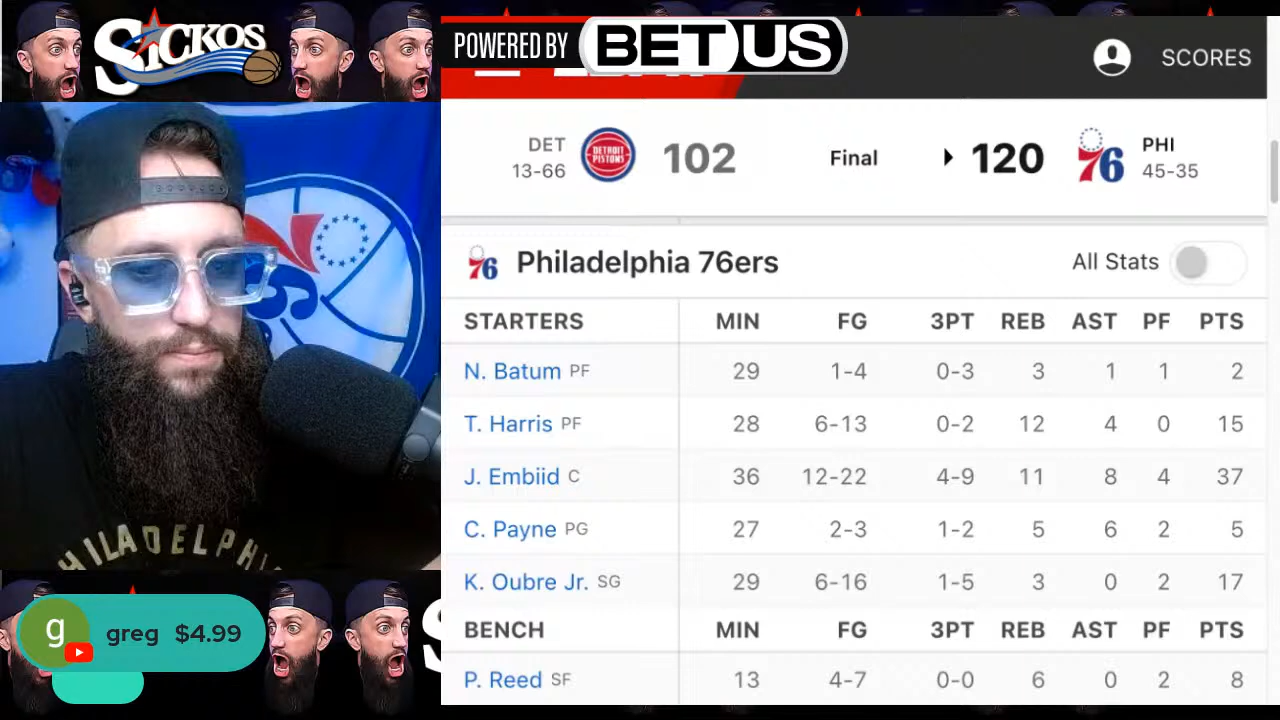 SiCKOS
POWERED BY BETUS
SCORES
DET
13-66
DETROIT
PISTONS
102
Final
120
76
PHI
45-35
76 Philadelphia 76ers
All Stats
STARTERS MIN FG 3PT REB AST PF PTS
N. Batum PF 29 1-4 0-3 3 1 1 2
T. Harris PF 28 6-13 0-2 12 4 0 15
J. Embiid C 36 12-22 4-9 11 8 4 37
C. Payne PG 27 2-3 1-2 5 6 2 5
K. Oubre Jr. SG 29 6-16 1-5 3 0 2 17
BENCH MIN FG 3PT REB AST PF PTS
P. Reed SF 13 4-7 0-0 6 0 2 8
HILADELPHI
g greg $4.99
S